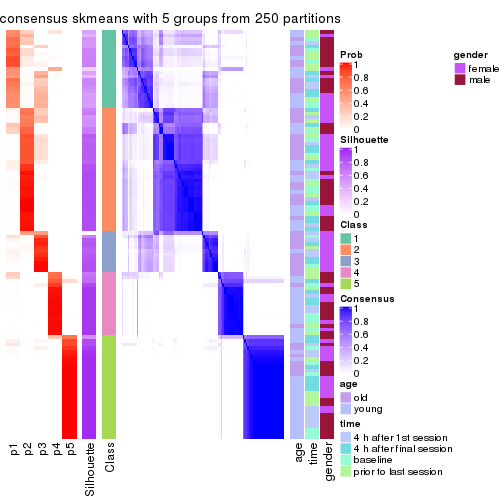 consensus skmeans with 5 groups from 250 partitions
Prob
1
0.8
0.6
0.4
0.2
0
gender
female
male
Silhouette
1
0.8
0.6
0.4
0.2
0
Class
1
2
3
4
5
Consensus
1
0.8
0.6
0.4
0.2
0
age
old
young
time
4 h after 1st session
4 h after final session
baseline
prior to last session
p1
p2
p3
p4
p5
Silhouette
Class
age
time
gender